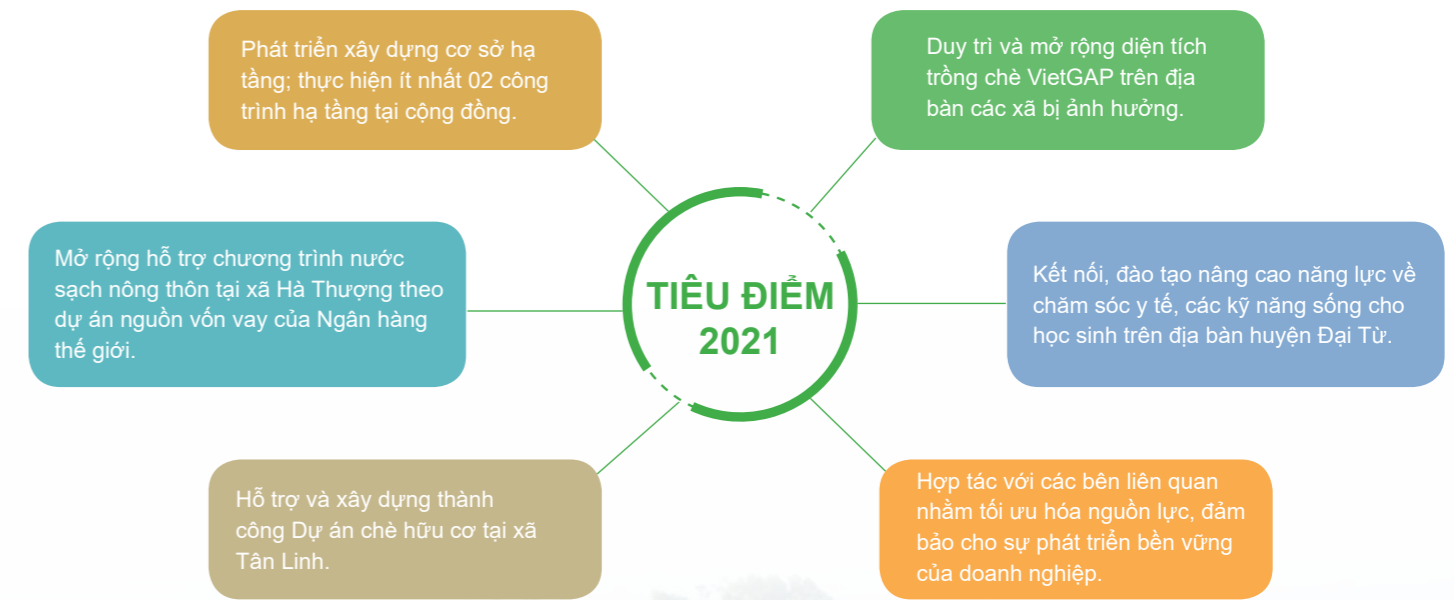 Phát triển xây dựng cơ sở hạ
tầng; thực hiện ít nhất 02 công
trình hạ tầng tại cộng đồng.
Duy trì và mở rộng diện tích
trồng chè VietGAP trên địa
bàn các xã bị ảnh hưởng.
Mở rộng hỗ trợ chương trình nước
sạch nông thôn tại xã Hà Thượng theo
dự án nguồn vốn vay của Ngân hàng
thế giới.
TIÊU ĐIỂM
2021
Kết nối, đào tạo nâng cao năng lực về
chăm sóc y tế, các kỹ năng sống cho
học sinh trên địa bàn huyện Đại Từ.
Hỗ trợ và xây dựng thành
công Dự án chè hữu cơ tại xã
Tân Linh.
Hợp tác với các bên liên quan
nhằm tối ưu hóa nguồn lực, đảm
bảo cho sự phát triển bền vững
của doanh nghiệp.